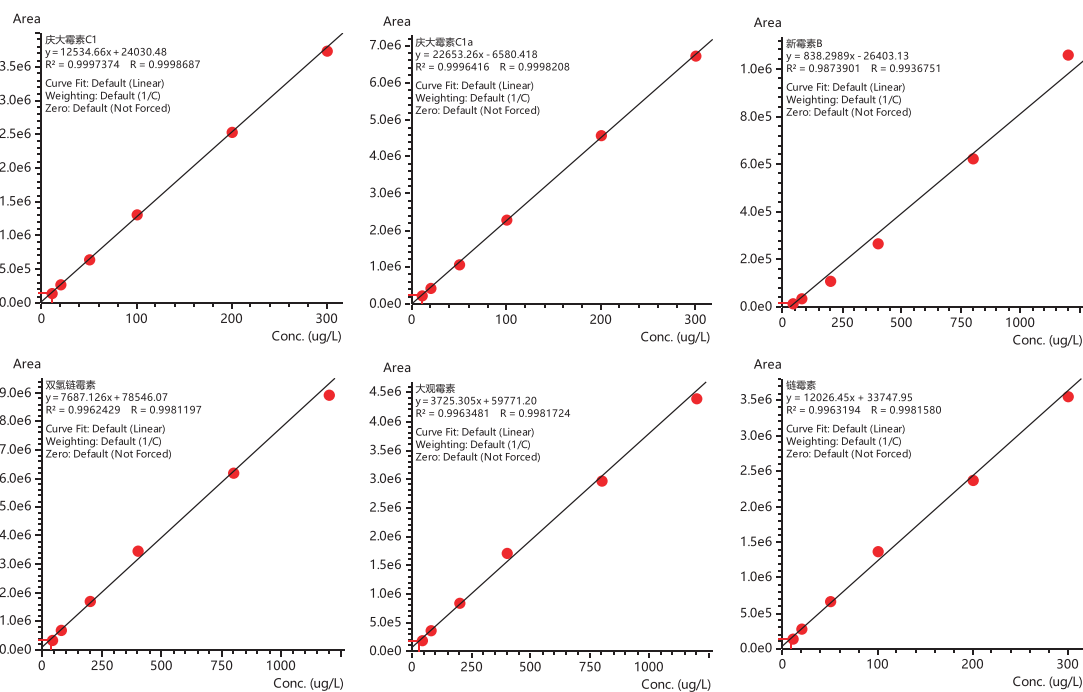 Area
庆大霉素C1
y = 12534.66x + 24030.48
R² = 0.9997374 R = 0.9998687
Curve Fit: Default (Linear)
Weighting: Default (1/C)
Zero: Default (Not Forced)
3.5e6
3.0e6
2.5e6
2.0e6
1.5e6
1.0e6
5.0e5
0.0e0
0 100 200 300
Conc. (ug/L)
Area
庆大霉素C1a
y = 22653.26x - 6580.418
R² = 0.9996416 R = 0.9998208
Curve Fit: Default (Linear)
Weighting: Default (1/C)
Zero: Default (Not Forced)
7.0e6
6.0e6
5.0e6
4.0e6
3.0e6
2.0e6
1.0e6
0.0e0
0 100 200 300
Conc. (ug/L)
Area
新霉素B
y = 838.2989x - 26403.13
R² = 0.9873901 R = 0.9936751
Curve Fit: Default (Linear)
Weighting: Default (1/C)
Zero: Default (Not Forced)
1.0e6
8.0e5
6.0e5
4.0e5
2.0e5
0.0e0
0 250 500 750 1000
Conc. (ug/L)
Area
双氢链霉素
y = 7687.126x + 78546.07
R² = 0.9962429 R = 0.9981197
Curve Fit: Default (Linear)
Weighting: Default (1/C)
Zero: Default (Not Forced)
9.0e6
8.0e6
7.0e6
6.0e6
5.0e6
4.0e6
3.0e6
2.0e6
1.0e6
0.0e0
0 250 500 750 1000
Conc. (ug/L)
Area
大观霉素
y = 3725.305x + 59771.20
R² = 0.9963481 R = 0.9981724
Curve Fit: Default (Linear)
Weighting: Default (1/C)
Zero: Default (Not Forced)
4.5e6
4.0e6
3.5e6
3.0e6
2.5e6
2.0e6
1.5e6
1.0e6
5.0e5
0.0e0
0 250 500 750 1000
Conc. (ug/L)
Area
链霉素
y = 12026.45x + 33747.95
R² = 0.9963194 R = 0.9981580
Curve Fit: Default (Linear)
Weighting: Default (1/C)
Zero: Default (Not Forced)
3.5e6
3.0e6
2.5e6
2.0e6
1.5e6
1.0e6
5.0e5
0.0e0
0 100 200 300
Conc. (ug/L)